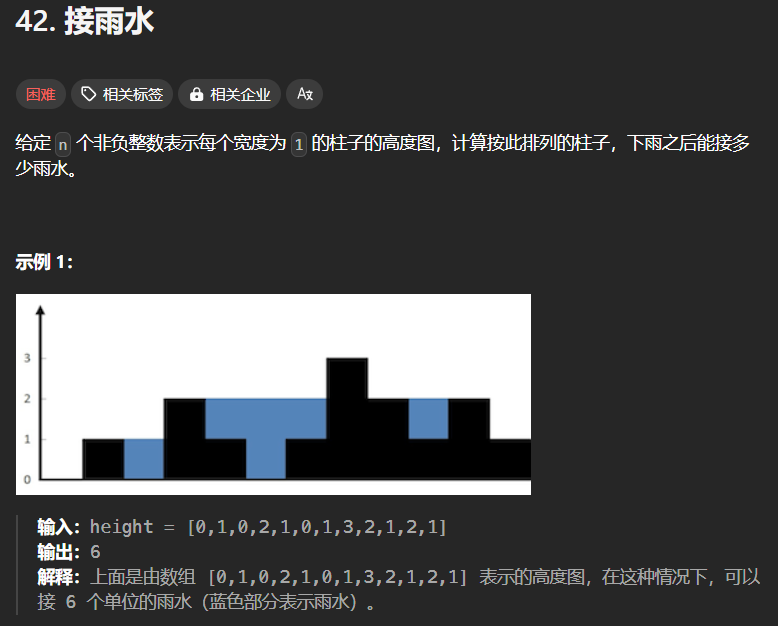 42. 接雨水
困难 相关标签 相关企业
给定 n 个非负整数表示每个宽度为 1 的柱子的高度图，计算按此排列的柱子，下雨之后能接多
少雨水。
示例 1：
3
2
1
0
输入：height = [0,1,0,2,1,0,1,3,2,1,2,1]
输出：6
解释：上面是由数组 [0,1,0,2,1,0,1,3,2,1,2,1] 表示的高度图，在这种情况下，可以
接 6 个单位的雨水（蓝色部分表示雨水）。